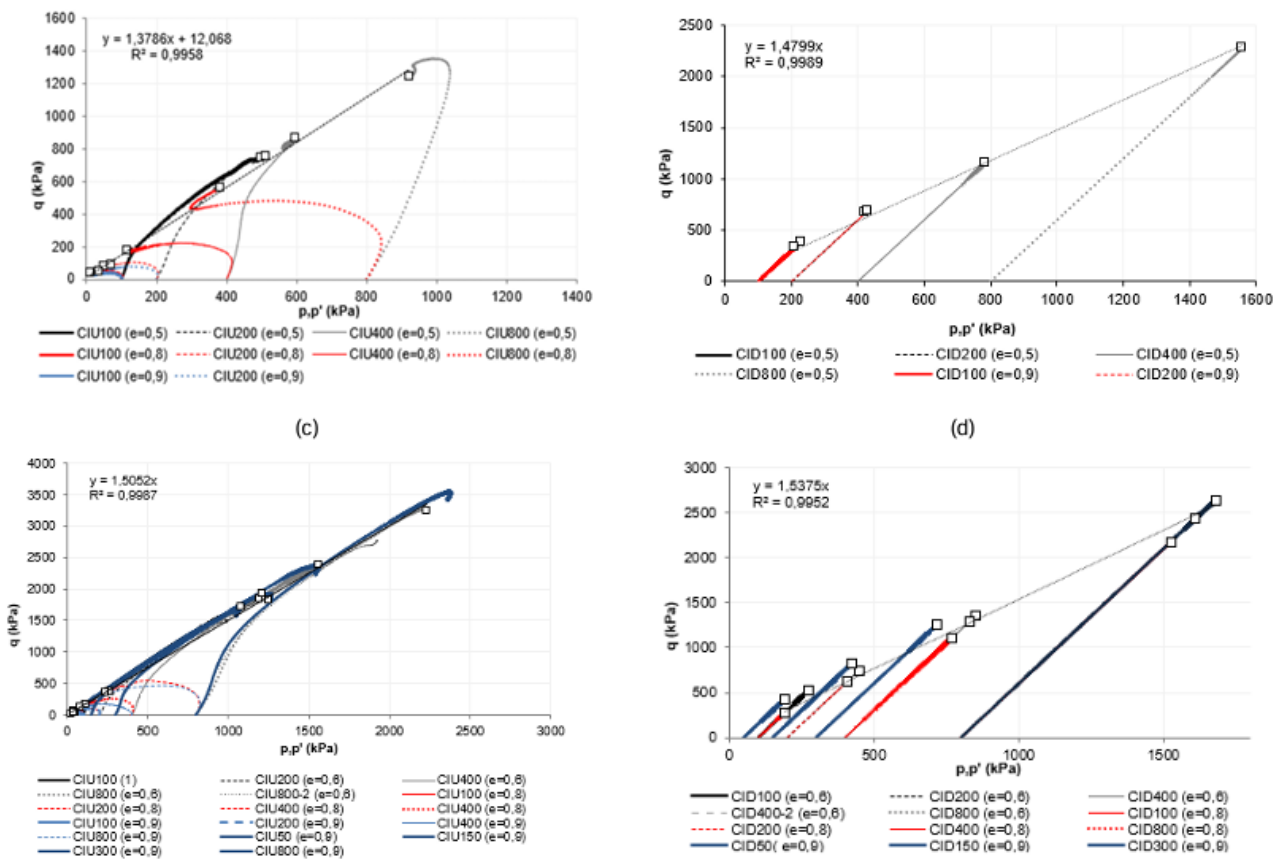 y = 1,3786x + 12,068
R² = 0,9958
q (kPa)
1600
1400
1200
1000
800
600
400
200
0
0 200 400 600 800 1000 1200 1400
p,p' (kPa)
CIU100 (e=0,5) CIU200 (e=0,5) CIU400 (e=0,5) CIU800 (e=0,5)
CIU100 (e=0,8) CIU200 (e=0,8) CIU400 (e=0,8) CIU800 (e=0,8)
CIU100 (e=0,9) CIU200 (e=0,9)
(c)
y = 1,4799x
R² = 0,9989
q (kPa)
2500
2000
1500
1000
500
0
0 200 400 600 800 1000 1200 1400 1600
p,p' (kPa)
CID100 (e=0,5) CID200 (e=0,5) CID400 (e=0,5)
CID800 (e=0,5) CID100 (e=0,9) CID200 (e=0,9)
(d)
y = 1,5052x
R² = 0,9987
q (kPa)
4000
3500
3000
2500
2000
1500
1000
500
0
0 500 1000 1500 2000 2500 3000
p,p' (kPa)
CIU100 (1) CIU200 (e=0,6) CIU400 (e=0,6)
CIU800 (e=0,6) CIU800-2 (e=0,6) CIU100 (e=0,8)
CIU200 (e=0,8) CIU400 (e=0,8) CIU800 (e=0,8)
CIU100 (e=0,9) CIU200 (e=0,9) CIU400 (e=0,9)
CIU800 (e=0,9) CIU50 (e=0,9) CIU150 (e=0,9)
CIU300 (e=0,9) CIU800 (e=0,9)
y = 1,5375x
R² = 0,9952
q (kPa)
3000
2500
2000
1500
1000
500
0
0 500 1000 1500
p,p' (kPa)
CID100 (e=0,6) CID200 (e=0,6) CID400 (e=0,6)
CID400-2 (e=0,6) CID800 (e=0,6) CID100 (e=0,8)
CID200 (e=0,8) CID400 (e=0,8) CID800 (e=0,8)
CID50( e=0,9) CID150 (e=0,9) CID300 (e=0,9)